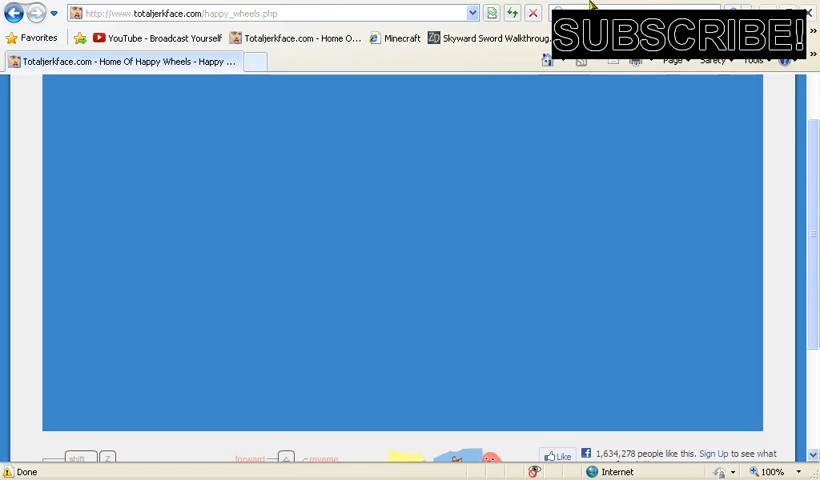 http://www.totaljerkface.com/happy_wheels.php
SUBSCRIBE!
Favorites
YouTube - Broadcast Yourself
Totaljerkface.com - Home O...
Minecraft
ZD Skyward Sword Walkthroug...
Totaljerkface.com - Home Of Happy Wheels - Happy ...
Page
Safety
Tools
shift
Z
forward
reverse
Like
1,634,278 people like this. Sign Up to see what
Done
Internet
100%